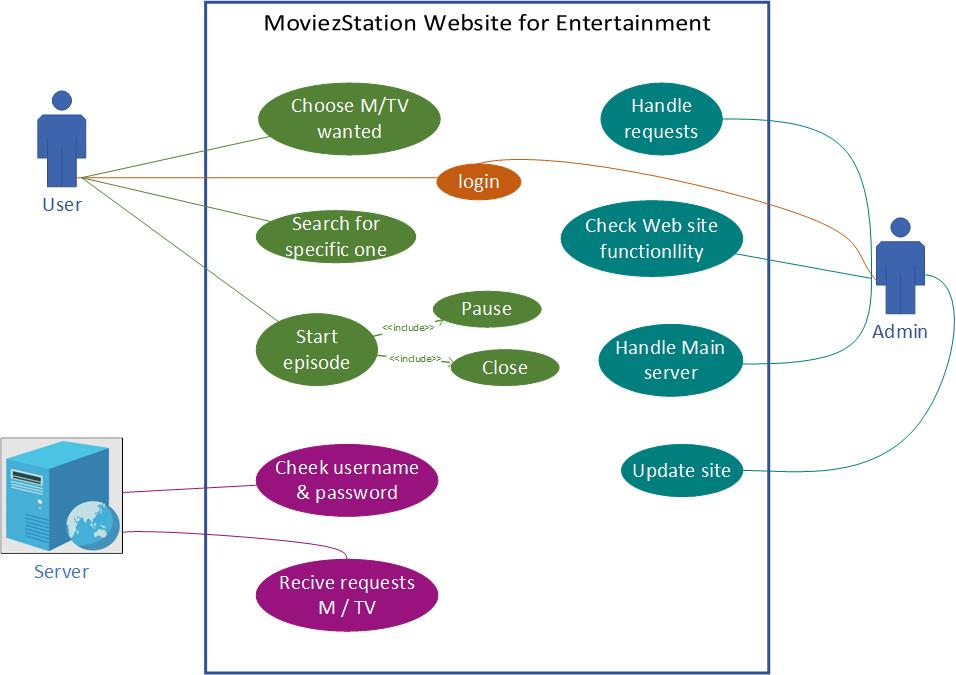 MoviezStation Website for Entertainment
Choose M/TV
wanted
Handle
requests
login
User
Search for
specific one
Check Web site
functionllity
Pause
<<include>>
Start
episode
<<include>>
Close
Admin
Handle Main
server
Cheek username
& password
Update site
Server
Recive requests
M / TV